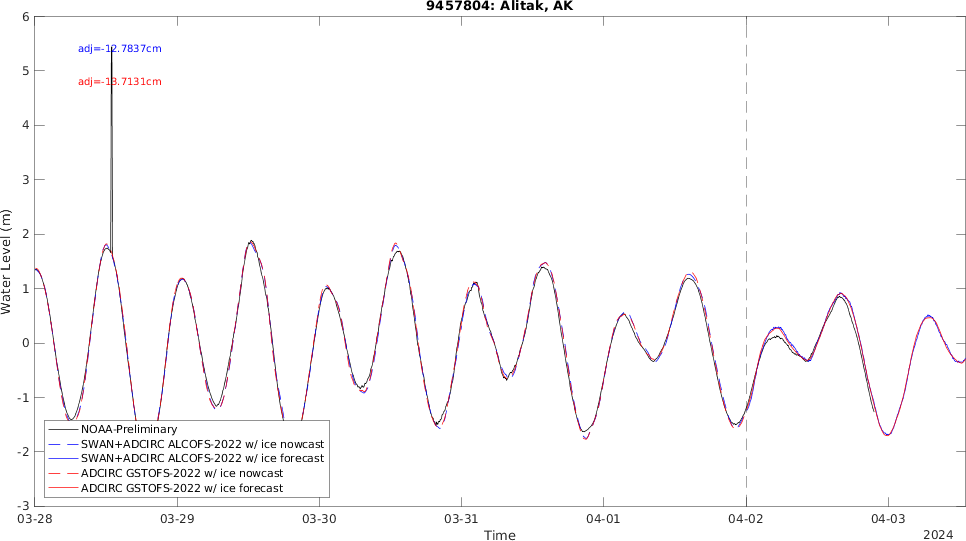 9457804: Alitak, AK
6
adj=-12.7837cm
5
adj=-13.7131cm
4
3
2
1
0
-1
-2
-3
Water Level (m)
NOAA-Preliminary
SWAN+ADCIRC ALCOFS-2022 w/ ice nowcast
SWAN+ADCIRC ALCOFS-2022 w/ ice forecast
ADCIRC GSTOFS-2022 w/ ice nowcast
ADCIRC GSTOFS-2022 w/ ice forecast
03-28 03-29 03-30 03-31 04-01 04-02 04-03
Time
2024